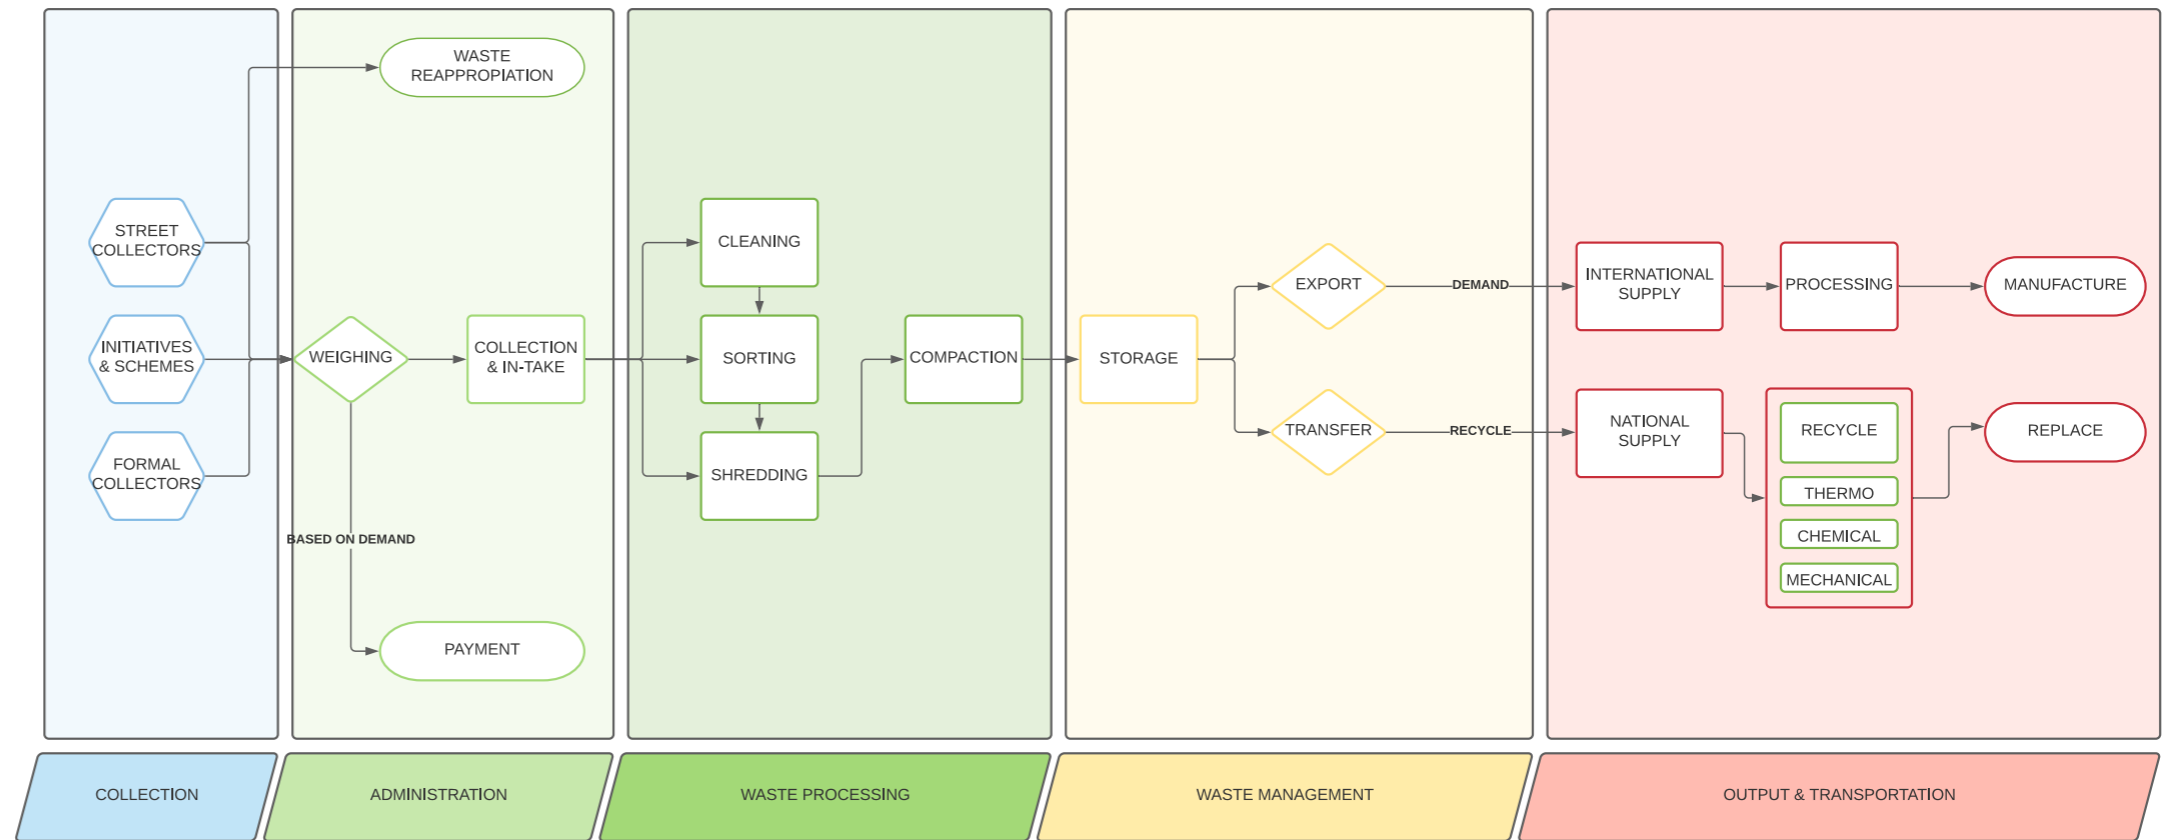 WASTE
REAPPROPIATION
STREET
COLLECTORS
INITIATIVES
& SCHEMES
FORMAL
COLLECTORS
WEIGHING
COLLECTION
& IN-TAKE
BASED ON DEMAND
PAYMENT
CLEANING
SORTING
SHREDDING
COMPACTION
STORAGE
EXPORT
TRANSFER
DEMAND
RECYCLE
INTERNATIONAL
SUPPLY
PROCESSING
MANUFACTURE
NATIONAL
SUPPLY
RECYCLE
THERMO
CHEMICAL
MECHANICAL
REPLACE
COLLECTION
ADMINISTRATION
WASTE PROCESSING
WASTE MANAGEMENT
OUTPUT & TRANSPORTATION